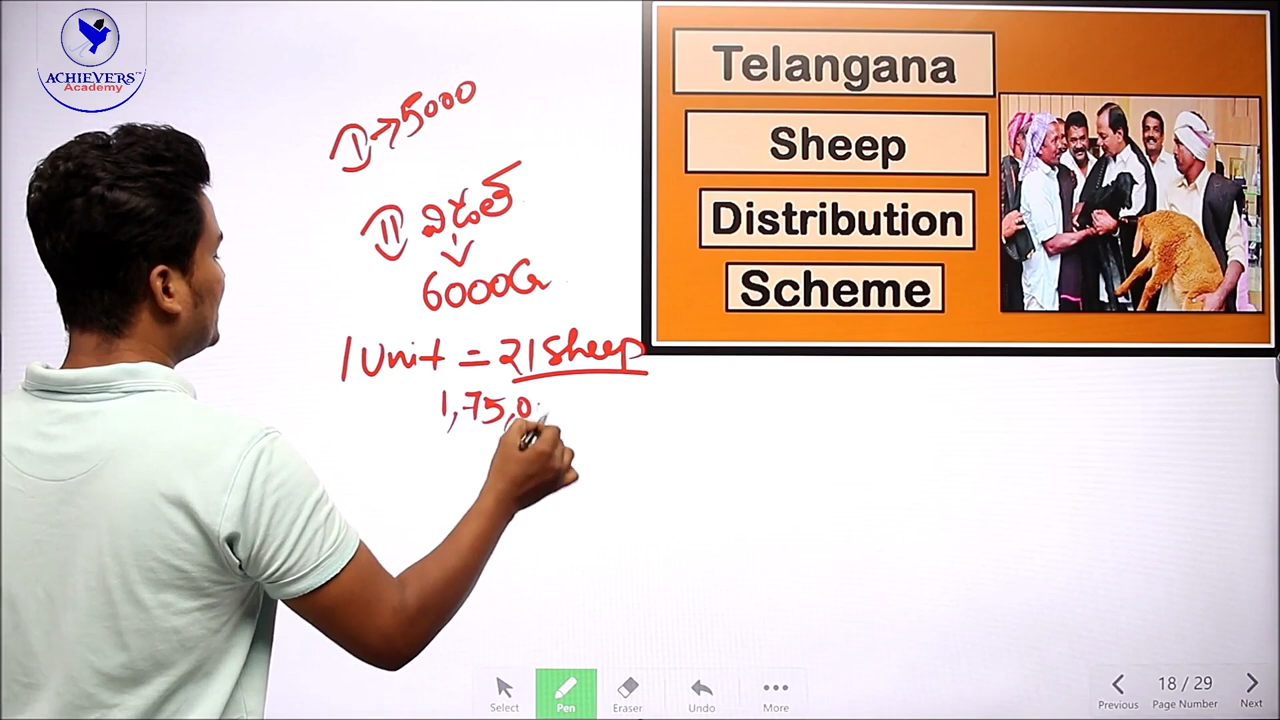 ACHIEVERS
Academy
Ⅰ→5000
Ⅱ విడత
6000
1 Unit = 21 Sheep
1,75,0
Telangana
Sheep
Distribution
Scheme
Select
Pen
Eraser
Undo
More
Previous
18 / 29
Page Number
Next